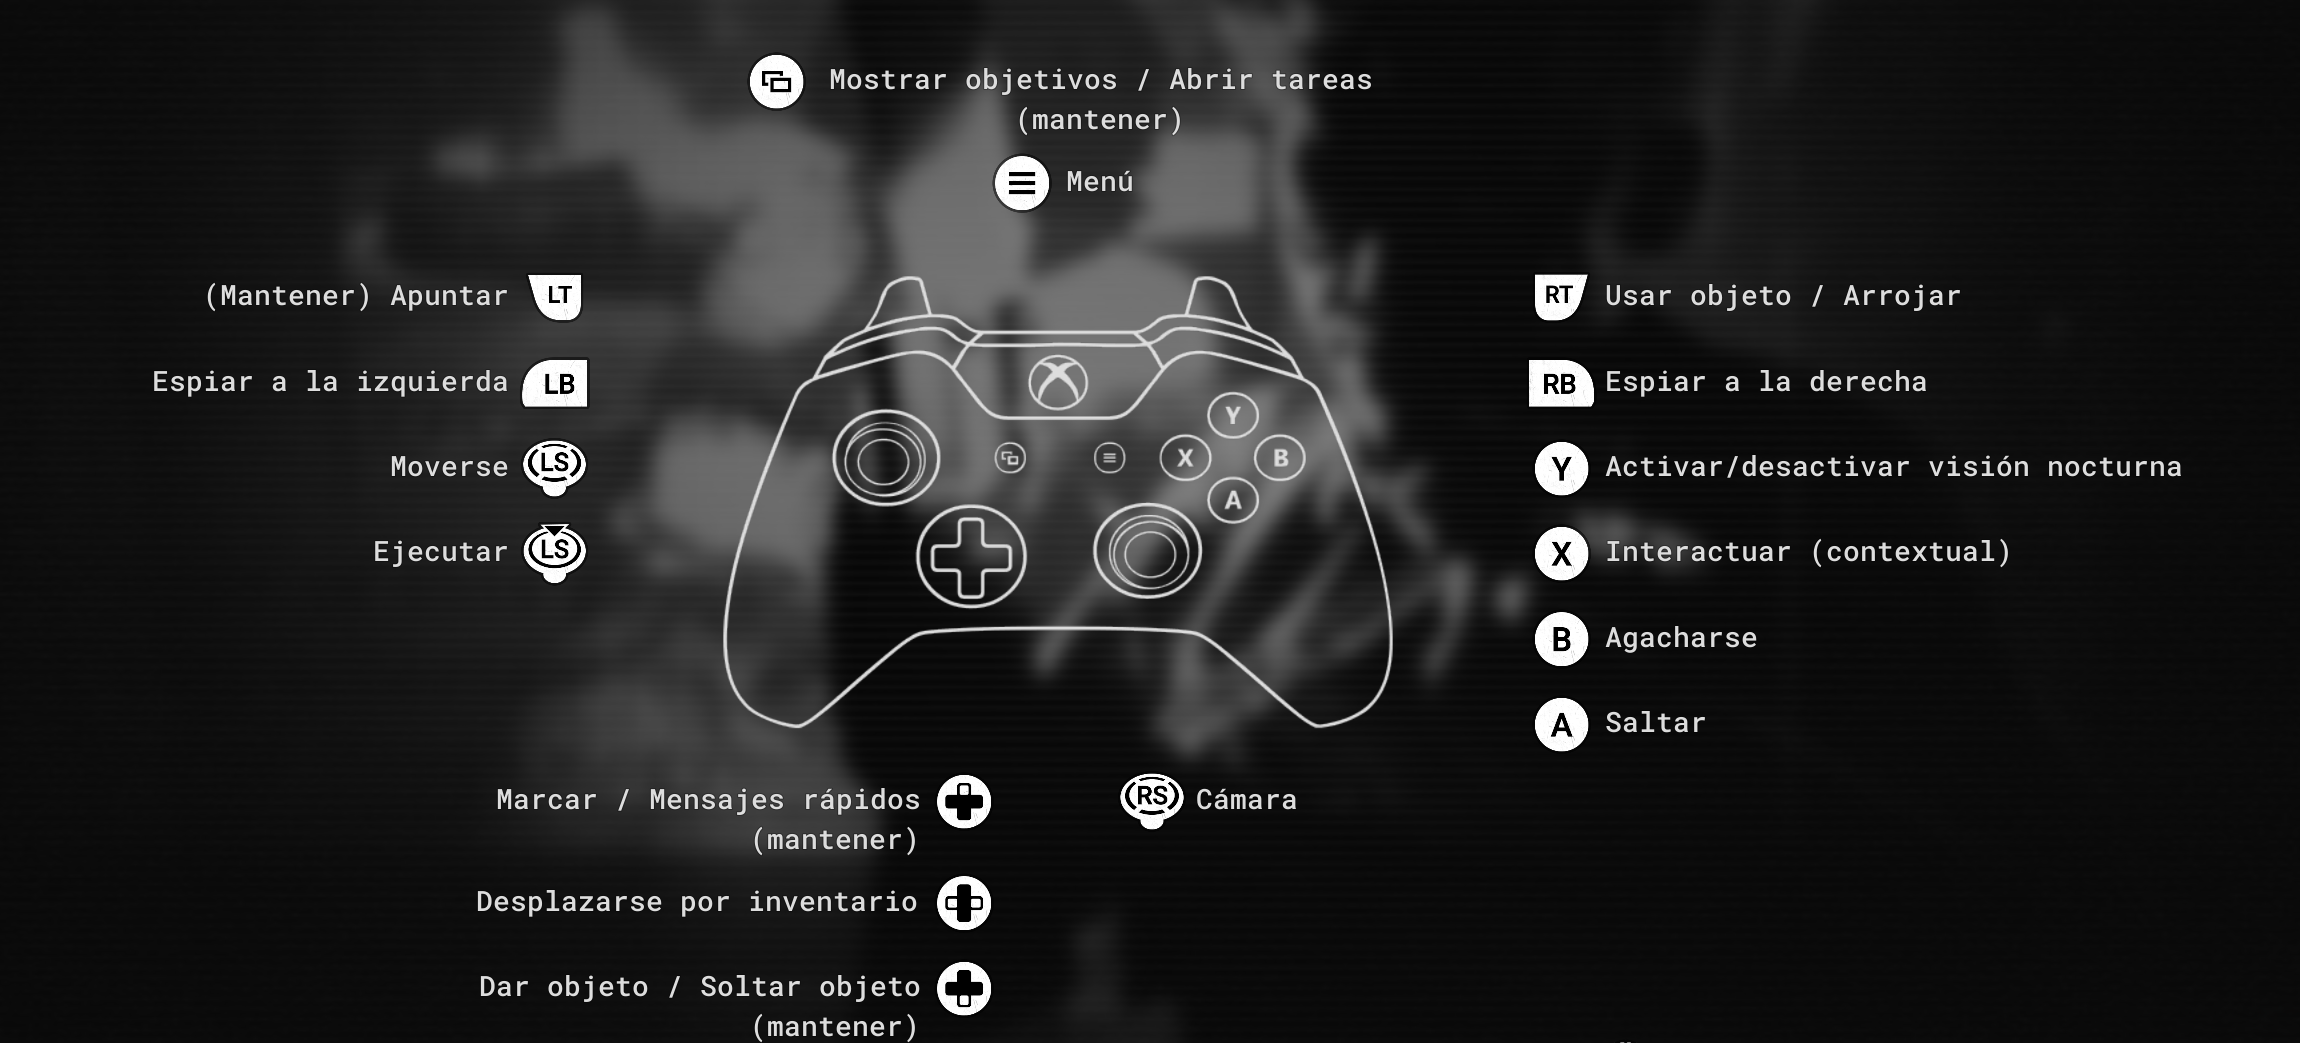 Mostrar objetivos / Abrir tareas
(mantener)
Menú
(Mantener) Apuntar LT
RT Usar objeto / Arrojar
Espiar a la izquierda LB
RB Espiar a la derecha
Y
Moverse LS
X B
Y Activar/desactivar visión nocturna
A
Ejecutar LS
X Interactuar (contextual)
B Agacharse
A Saltar
Marcar / Mensajes rápidos
(mantener)
RS Cámara
Desplazarse por inventario
Dar objeto / Soltar objeto
(mantener)